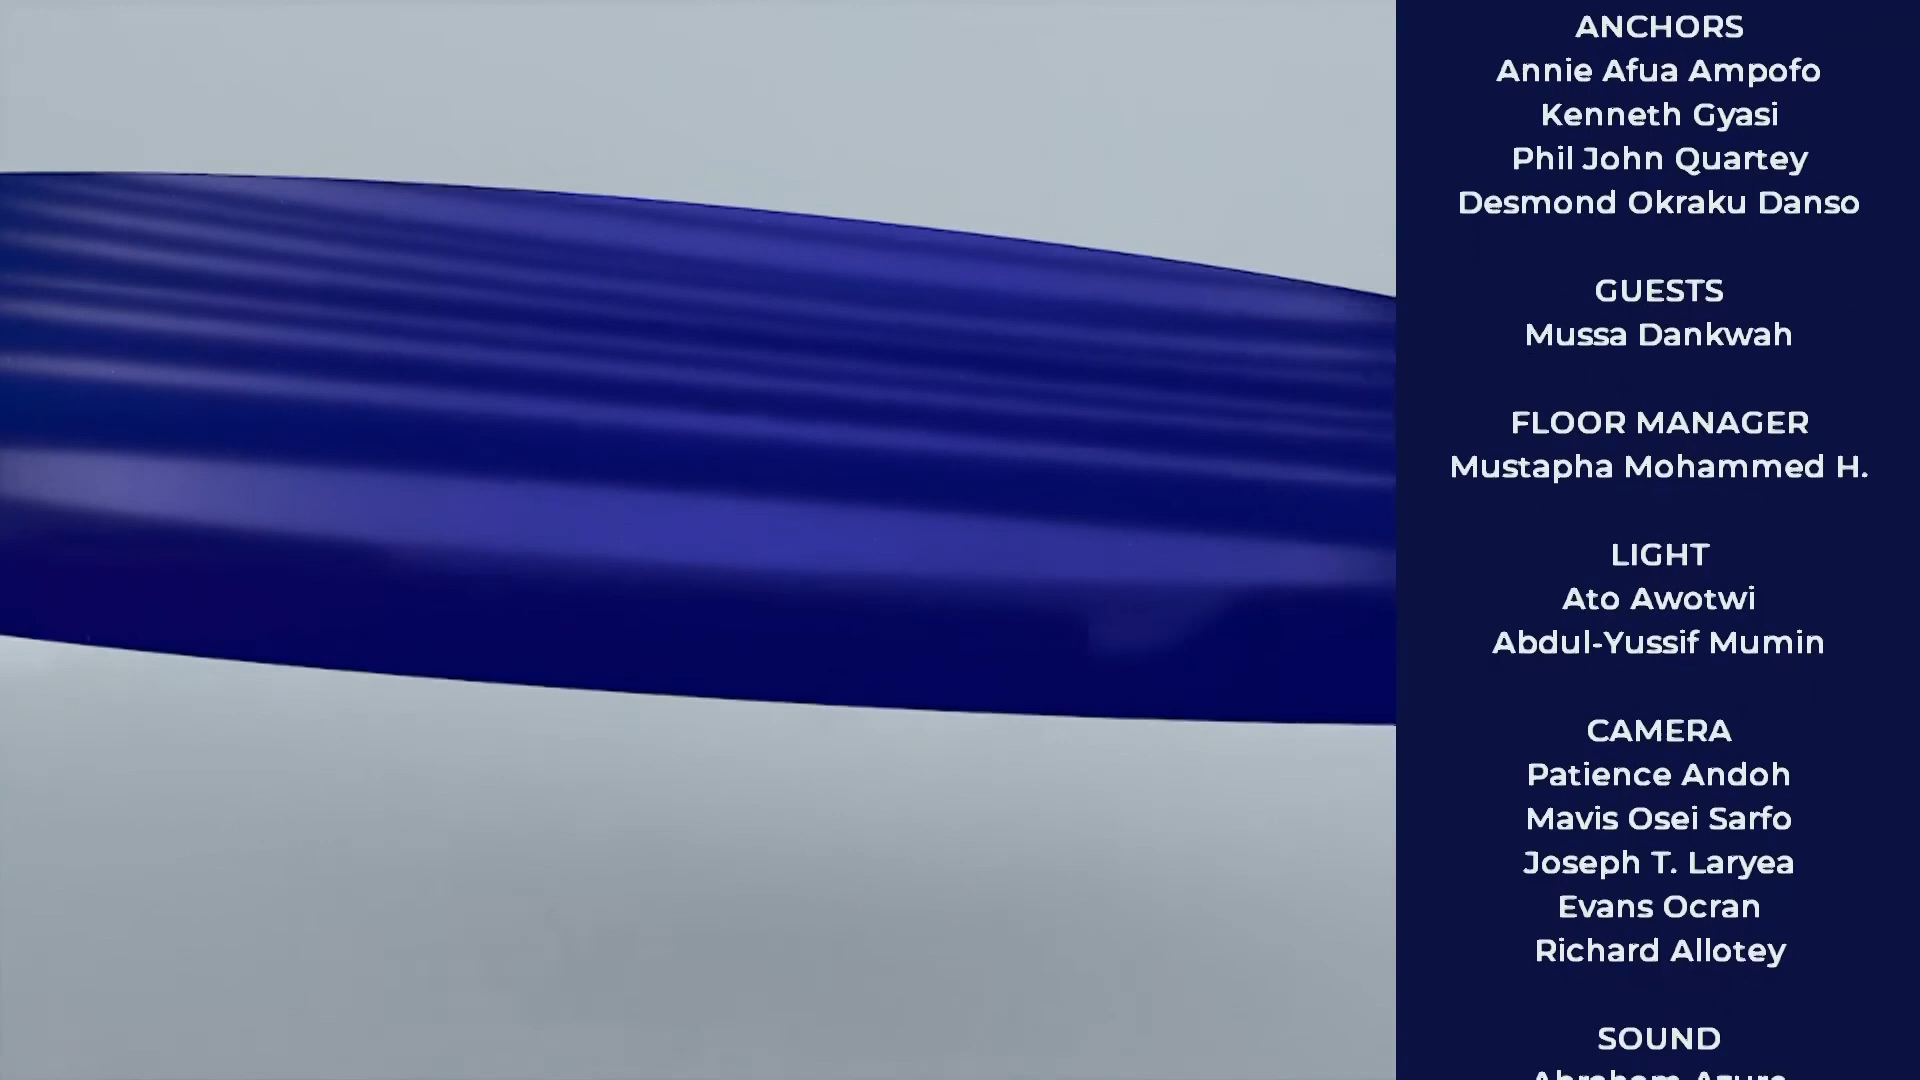 ANCHORS
Annie Afua Ampofo
Kenneth Gyasi
Phil John Quartey
Desmond Okraku Danso
GUESTS
Mussa Dankwah
FLOOR MANAGER
Mustapha Mohammed H.
LIGHT
Ato Awotwi
Abdul-Yussif Mumin
CAMERA
Patience Andoh
Mavis Osei Sarfo
Joseph T. Laryea
Evans Ocran
Richard Allotey
SOUND